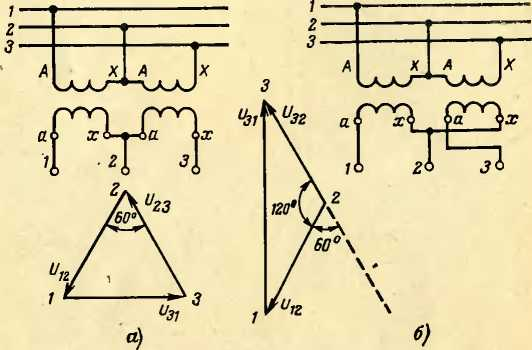 1
2
3
A X A X
a x a x
1 2 3
2
U23
60°
U12
1
U31
3
а)
1
2
3
A X A X
a x a x
1 2 3
3
U31 U32
120°
2
60°
1
U12
б)